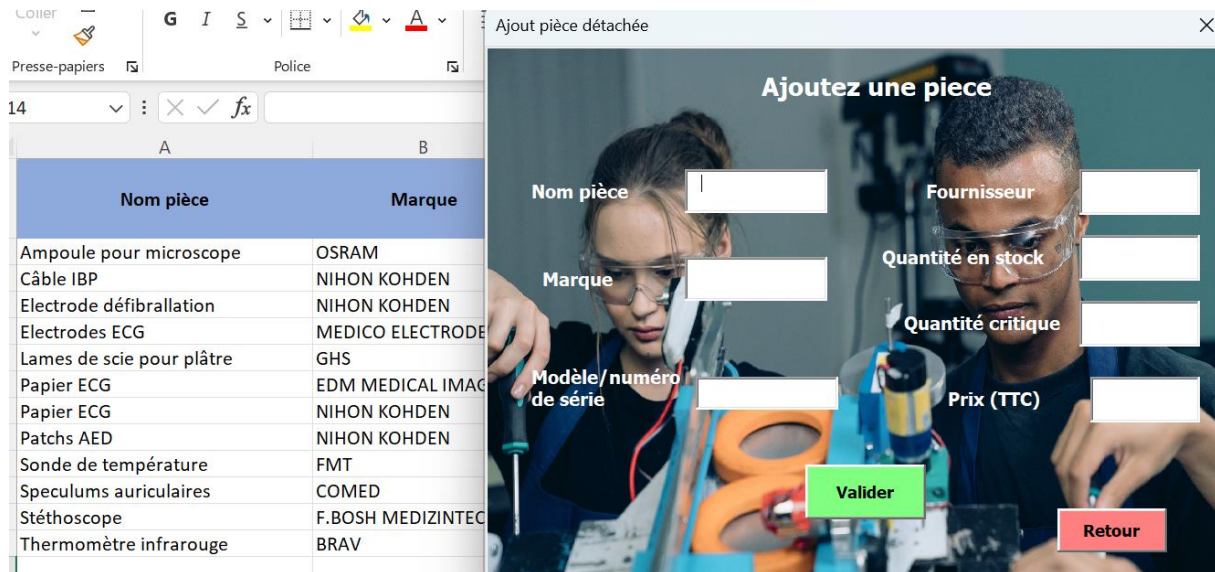 Coller
G I S A
Presse-papiers Police
14 fx
A B
Nom pièce Marque
Ampoule pour microscope OSRAM
Câble IBP NIHON KOHDEN
Electrode défibrallation NIHON KOHDEN
Electrodes ECG MEDICO ELECTRODE
Lames de scie pour plâtre GHS
Papier ECG EDM MEDICAL IMAG
Papier ECG NIHON KOHDEN
Patchs AED NIHON KOHDEN
Sonde de température FMT
Speculums auriculaires COMED
Stéthoscope F.BOSH MEDIZINTEC
Thermomètre infrarouge BRAV
Ajout pièce détachée
Ajoutez une piece
Nom pièce
Marque
Modèle/numéro
de série
Fournisseur
Quantité en stock
Quantité critique
Prix (TTC)
Valider
Retour